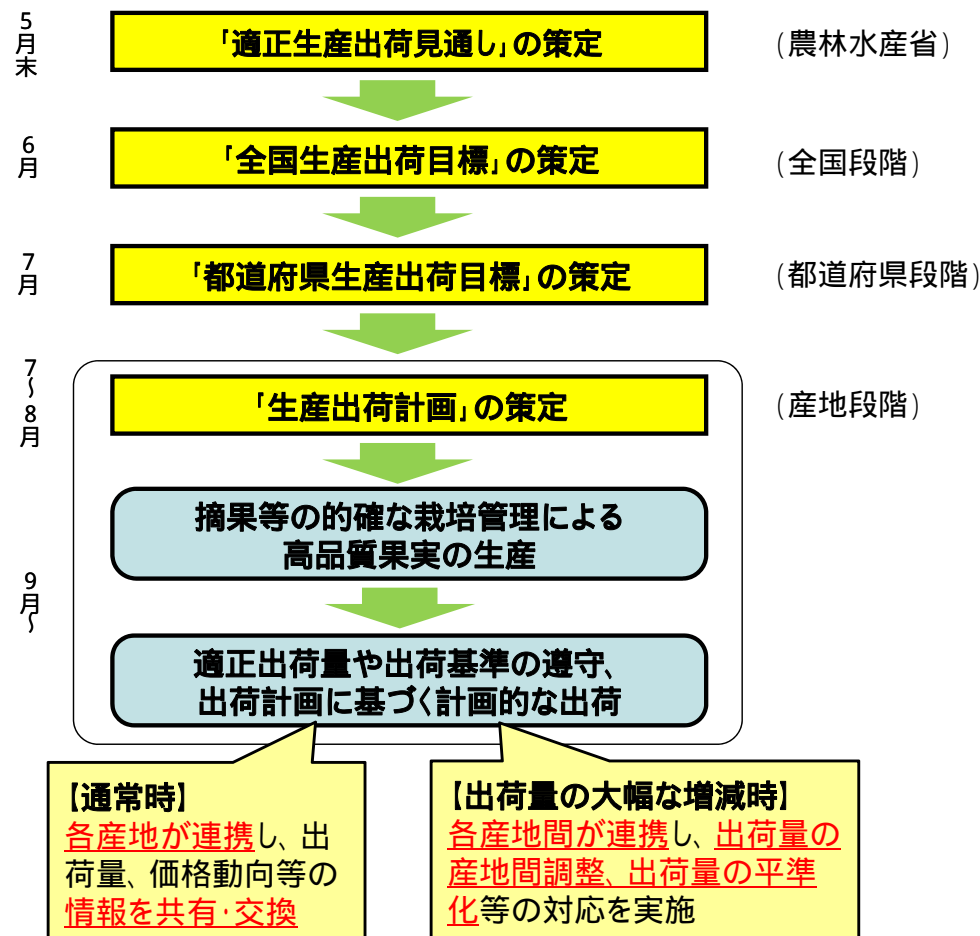 5月末
「適正生産出荷見通し」の策定
(農林水産省)
6月
「全国生産出荷目標」の策定
(全国段階)
7月
「都道府県生産出荷目標」の策定
(都道府県段階)
7～8月
「生産出荷計画」の策定
(産地段階)
摘果等の的確な栽培管理による
高品質果実の生産
9月～
適正出荷量や出荷基準の遵守、
出荷計画に基づく計画的な出荷
【通常時】
各産地が連携し、出
荷量、価格動向等の
情報を共有・交換
【出荷量の大幅な増減時】
各産地間が連携し、出荷量の
産地間調整、出荷量の平準
化等の対応を実施